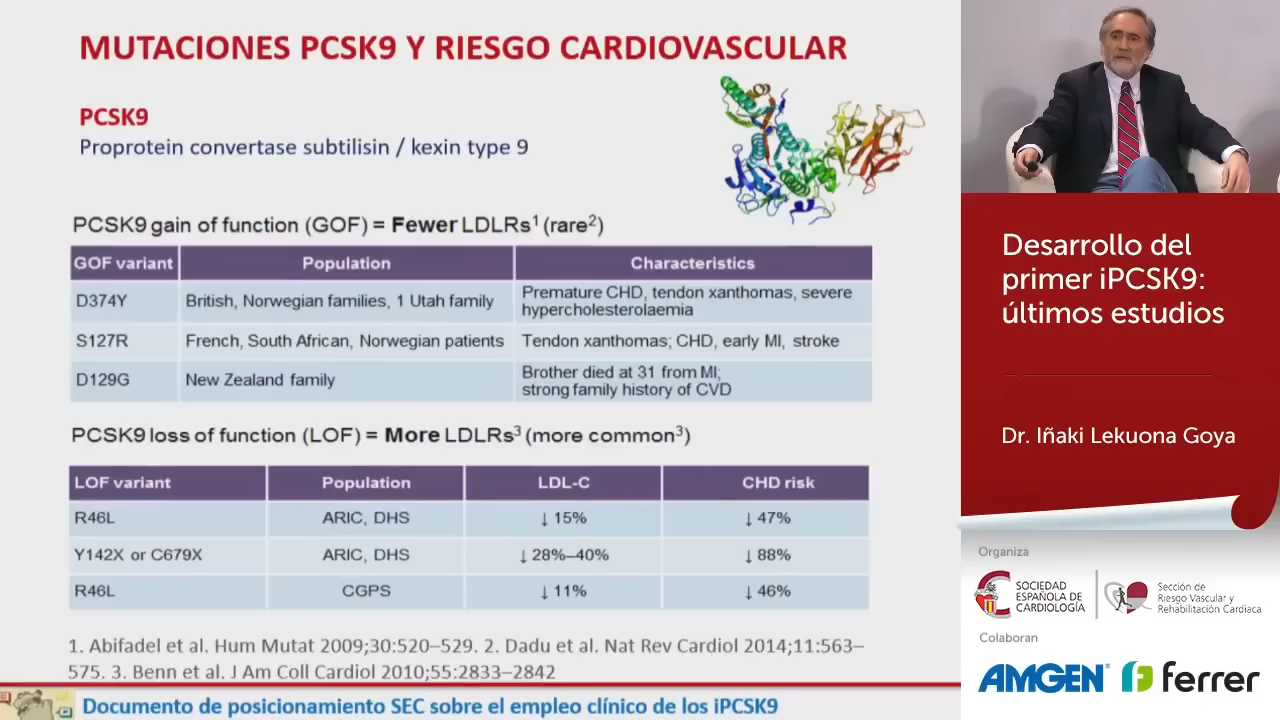 MUTACIONES PCSK9 Y RIESGO CARDIOVASCULAR
PCSK9
Proprotein convertase subtilisin / kexin type 9
PCSK9 gain of function (GOF) = Fewer LDLRs1 (rare2)
GOF variant Population Characteristics
D374Y British, Norwegian families, 1 Utah family Premature CHD, tendon xanthomas, severe
hypercholesterolaemia
S127R French, South African, Norwegian patients Tendon xanthomas; CHD, early MI, stroke
D129G New Zealand family Brother died at 31 from MI;
strong family history of CVD
PCSK9 loss of function (LOF) = More LDLRs3 (more common3)
LOF variant Population LDL-C CHD risk
R46L ARIC, DHS ↓ 15% ↓ 47%
Y142X or C679X ARIC, DHS ↓ 28%–40% ↓ 88%
R46L CGPS ↓ 11% ↓ 46%
1. Abifadel et al. Hum Mutat 2009;30:520–529. 2. Dadu et al. Nat Rev Cardiol 2014;11:563–
575. 3. Benn et al. J Am Coll Cardiol 2010;55:2833–2842
Documento de posicionamiento SEC sobre el empleo clínico de los iPCSK9
Desarrollo del
primer iPCSK9:
últimos estudios
Dr. Iñaki Lekuona Goya
Organiza
SOCIEDAD
ESPAÑOLA DE
CARDIOLOGÍA
Sección de
Riesgo Vascular y
Rehabilitación Cardiaca
Colaboran
AMGEN®
ferrer